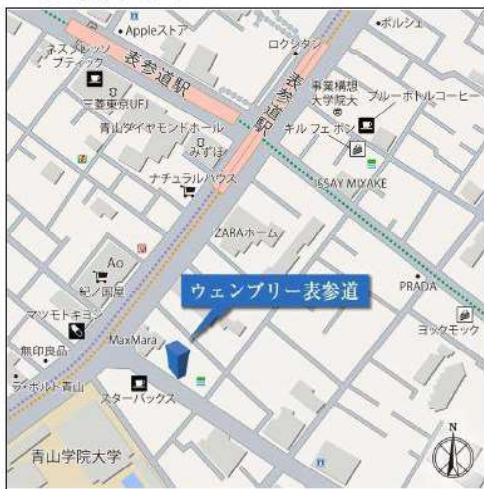 Appleストア
ポルシェ
ネスプレッソ
ブティック
ロクシタン
表参道駅
表参道駅
三菱東京UFJ
事業構想
大学院大
ブルーボトルコーヒー
青山ダイヤモンドホール
キル フェ ボン
みずほ
ナチュラルハウス
ISSAY MIYAKE
ZARAホーム
Ao
紀ノ国屋
ウェンブリー表参道
PRADA
マツモトキヨシ
ヨックモック
MaxMara
無印良品
ラ・ポルト青山
スターバックス
青山学院大学
N